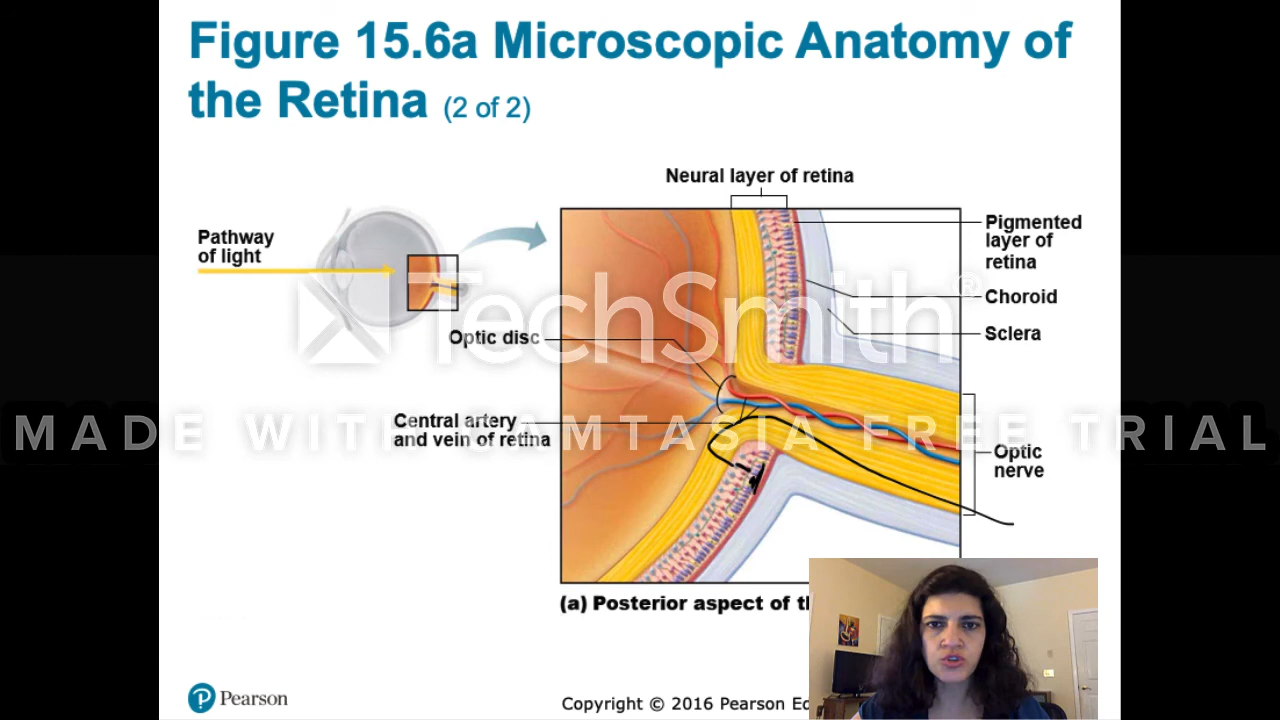 Figure 15.6a Microscopic Anatomy of
the Retina (2 of 2)
Neural layer of retina
Pathway
of light
Pigmented
layer of
retina
Choroid
Sclera
TechSmith®
Optic disc
MADE WITH CAMTASIA FREE TRIAL
Central artery
and vein of retina
Optic
nerve
(a) Posterior aspect of
Pearson
Copyright © 2016 Pearson